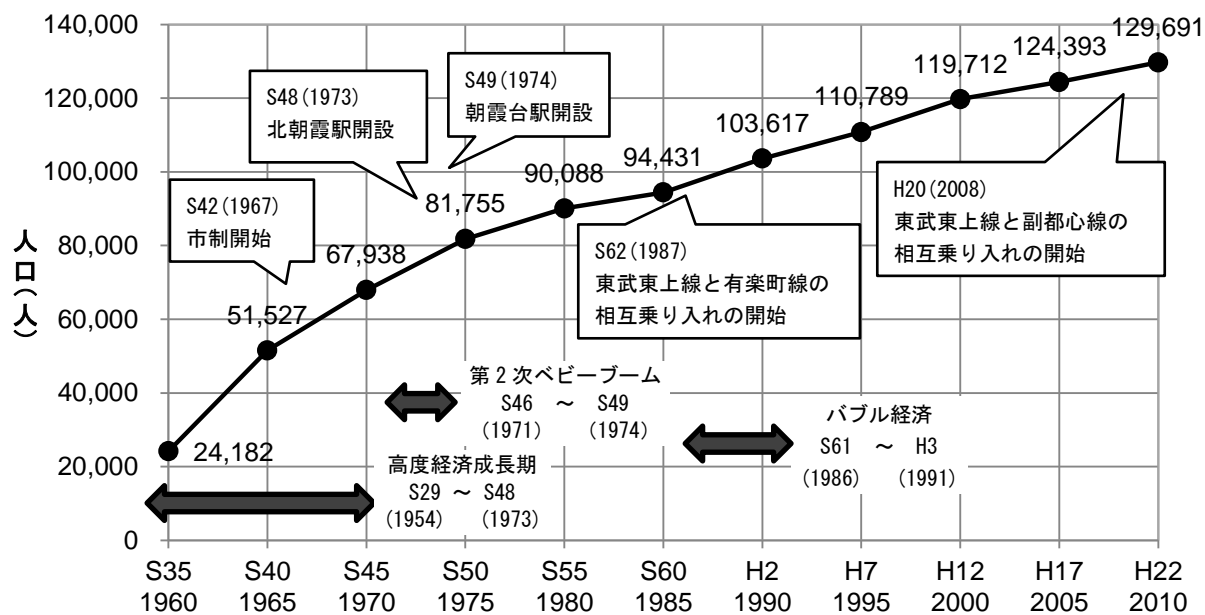 140,000
120,000
100,000
80,000
60,000
40,000
20,000
0
人口（人）
24,182
51,527
67,938
81,755
90,088
94,431
103,617
110,789
119,712
124,393
129,691
S42(1967)
市制開始
S48(1973)
北朝霞駅開設
S49(1974)
朝霞台駅開設
S62(1987)
東武東上線と有楽町線の
相互乗り入れの開始
H20(2008)
東武東上線と副都心線の
相互乗り入れの開始
第2次ベビーブーム
S46 ～ S49
(1971) (1974)
高度経済成長期
S29 ～ S48
(1954) (1973)
バブル経済
S61 ～ H3
(1986) (1991)
S35 S40 S45 S50 S55 S60 H2 H7 H12 H17 H22
1960 1965 1970 1975 1980 1985 1990 1995 2000 2005 2010